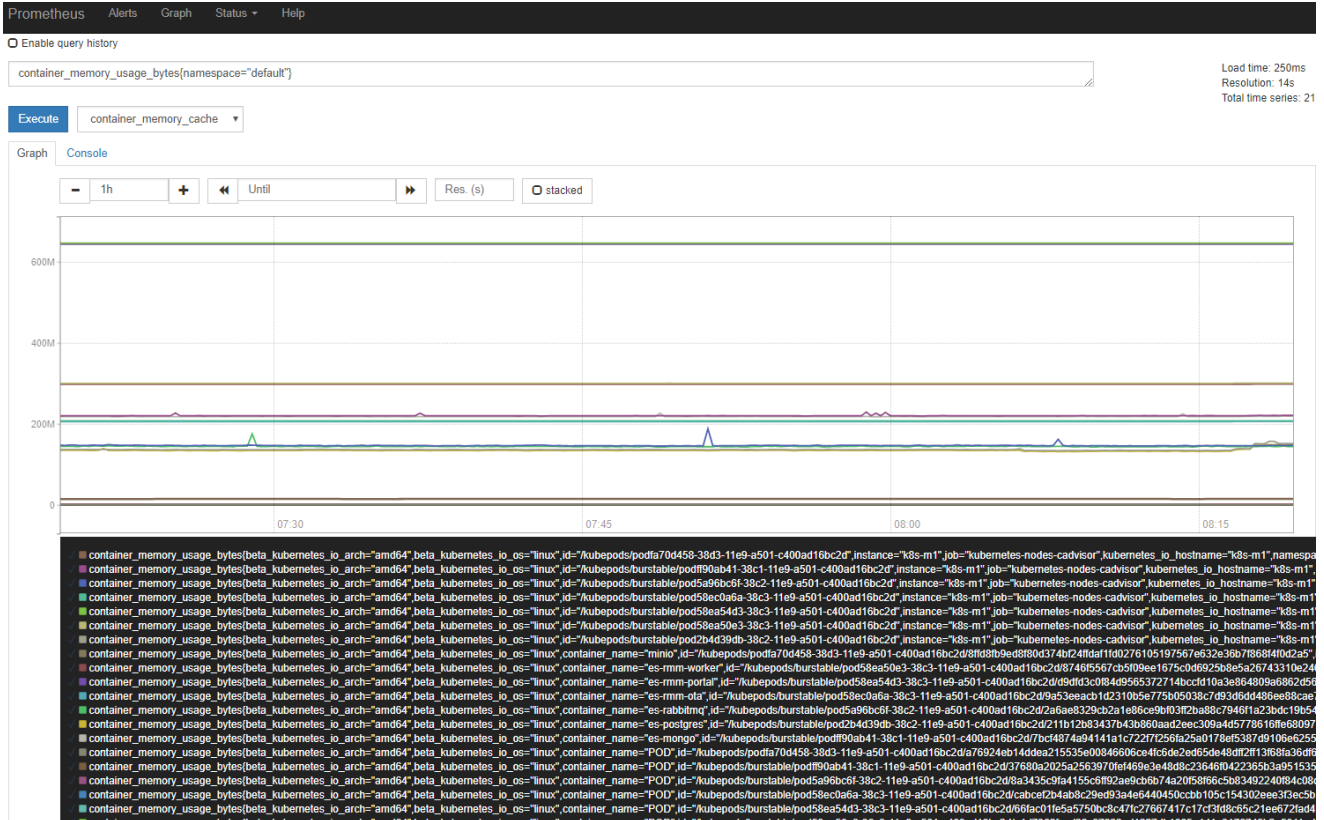 Prometheus Alerts Graph Status Help
Enable query history
container_memory_usage_bytes{namespace="default"}
Load time: 250ms
Resolution: 14s
Total time series: 21
Execute container_memory_cache
Graph Console
1h Until Res. (s) stacked
600M
400M
200M
0
07:30 07:45 08:00 08:15
container_memory_usage_bytes{beta_kubernetes_io_arch="amd64",beta_kubernetes_io_os="linux",id="/kubepods/podfa70d458-38d3-11e9-a501-c400ad16bc2d",instance="k8s-m1",job="kubernetes-nodes-cadvisor",kubernetes_io_hostname="k8s-m1",namespa
container_memory_usage_bytes{beta_kubernetes_io_arch="amd64",beta_kubernetes_io_os="linux",id="/kubepods/burstable/podff90ab41-38c1-11e9-a501-c400ad16bc2d",instance="k8s-m1",job="kubernetes-nodes-cadvisor",kubernetes_io_hostname="k8s-m1",
container_memory_usage_bytes{beta_kubernetes_io_arch="amd64",beta_kubernetes_io_os="linux",id="/kubepods/burstable/pod5a96bc6f-38c2-11e9-a501-c400ad16bc2d",instance="k8s-m1",job="kubernetes-nodes-cadvisor",kubernetes_io_hostname="k8s-m1"
container_memory_usage_bytes{beta_kubernetes_io_arch="amd64",beta_kubernetes_io_os="linux",id="/kubepods/burstable/pod58ec0a6a-38c3-11e9-a501-c400ad16bc2d",instance="k8s-m1",job="kubernetes-nodes-cadvisor",kubernetes_io_hostname="k8s-m1"
container_memory_usage_bytes{beta_kubernetes_io_arch="amd64",beta_kubernetes_io_os="linux",id="/kubepods/burstable/pod58ea54d3-38c3-11e9-a501-c400ad16bc2d",instance="k8s-m1",job="kubernetes-nodes-cadvisor",kubernetes_io_hostname="k8s-m1"
container_memory_usage_bytes{beta_kubernetes_io_arch="amd64",beta_kubernetes_io_os="linux",id="/kubepods/burstable/pod58ea50e3-38c3-11e9-a501-c400ad16bc2d",instance="k8s-m1",job="kubernetes-nodes-cadvisor",kubernetes_io_hostname="k8s-m1"
container_memory_usage_bytes{beta_kubernetes_io_arch="amd64",beta_kubernetes_io_os="linux",id="/kubepods/burstable/pod2b4d39db-38c2-11e9-a501-c400ad16bc2d",instance="k8s-m1",job="kubernetes-nodes-cadvisor",kubernetes_io_hostname="k8s-m1"
container_memory_usage_bytes{beta_kubernetes_io_arch="amd64",beta_kubernetes_io_os="linux",container_name="minio",id="/kubepods/podfa70d458-38d3-11e9-a501-c400ad16bc2d/
container_memory_usage_bytes{beta_kubernetes_io_arch="amd64",beta_kubernetes_io_os="linux",container_name="es-rmm-worker",id="/kubepods/burstable/pod58ea50e3-38c3-11e9-a501-c400ad16bc2d/
container_memory_usage_bytes{beta_kubernetes_io_arch="amd64",beta_kubernetes_io_os="linux",container_name="es-rmm-portal",id="/kubepods/burstable/pod58ea54d3-38c3-11e9-a501-c400ad16bc2d/
container_memory_usage_bytes{beta_kubernetes_io_arch="amd64",beta_kubernetes_io_os="linux",container_name="es-rmm-ota",id="/kubepods/burstable/pod58ec0a6a-38c3-11e9-a501-c400ad16bc2d/
container_memory_usage_bytes{beta_kubernetes_io_arch="amd64",beta_kubernetes_io_os="linux",container_name="es-rabbitmq",id="/kubepods/burstable/pod5a96bc6f-38c2-11e9-a501-c400ad16bc2d/
container_memory_usage_bytes{beta_kubernetes_io_arch="amd64",beta_kubernetes_io_os="linux",container_name="es-postgres",id="/kubepods/burstable/pod2b4d39db-38c2-11e9-a501-c400ad16bc2d/
container_memory_usage_bytes{beta_kubernetes_io_arch="amd64",beta_kubernetes_io_os="linux",container_name="es-mongo",id="/kubepods/burstable/podff90ab41-38c1-11e9-a501-c400ad16bc2d/
container_memory_usage_bytes{beta_kubernetes_io_arch="amd64",beta_kubernetes_io_os="linux",container_name="POD",id="/kubepods/podfa70d458-38d3-11e9-a501-c400ad16bc2d/
container_memory_usage_bytes{beta_kubernetes_io_arch="amd64",beta_kubernetes_io_os="linux",container_name="POD",id="/kubepods/burstable/podff90ab41-38c1-11e9-a501-c400ad16bc2d/
container_memory_usage_bytes{beta_kubernetes_io_arch="amd64",beta_kubernetes_io_os="linux",container_name="POD",id="/kubepods/burstable/pod5a96bc6f-38c2-11e9-a501-c400ad16bc2d/
container_memory_usage_bytes{beta_kubernetes_io_arch="amd64",beta_kubernetes_io_os="linux",container_name="POD",id="/kubepods/burstable/pod58ec0a6a-38c3-11e9-a501-c400ad16bc2d/
container_memory_usage_bytes{beta_kubernetes_io_arch="amd64",beta_kubernetes_io_os="linux",container_name="POD",id="/kubepods/burstable/pod58ea54d3-38c3-11e9-a501-c400ad16bc2d/